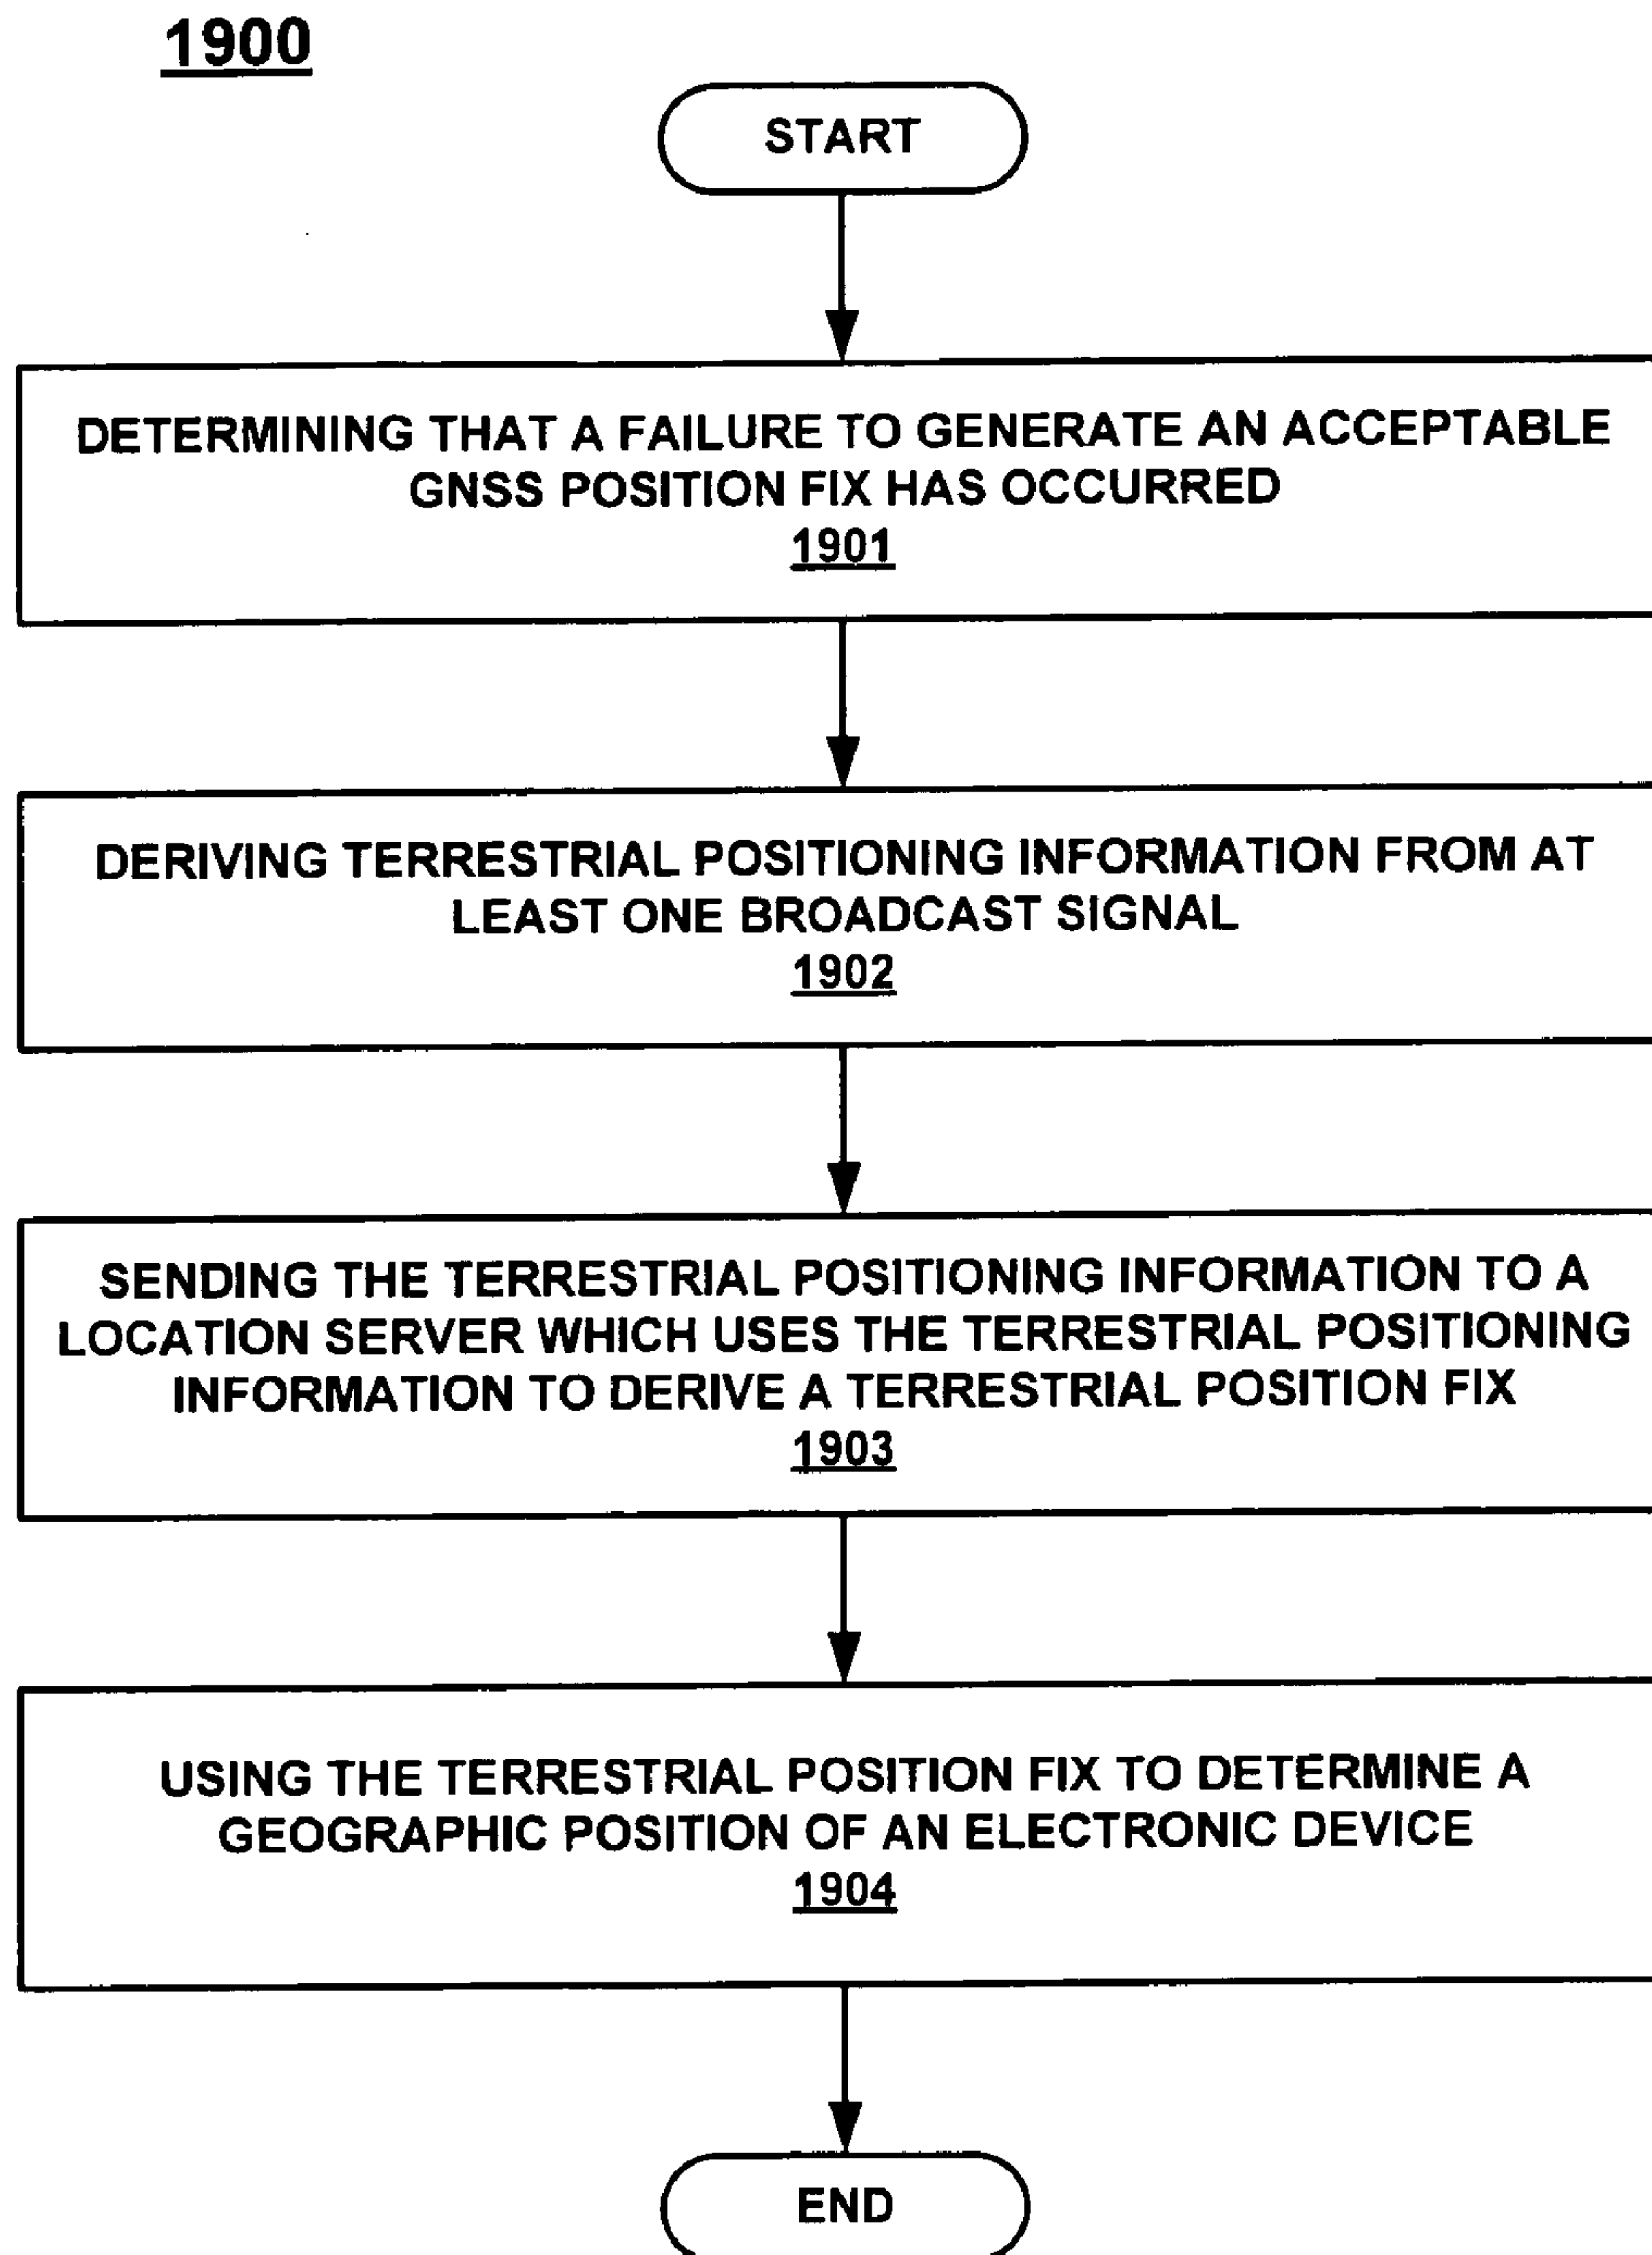 1900
START
DETERMINING THAT A FAILURE TO GENERATE AN ACCEPTABLE
GNSS POSITION FIX HAS OCCURRED
1901
DERIVING TERRESTRIAL POSITIONING INFORMATION FROM AT
LEAST ONE BROADCAST SIGNAL
1902
SENDING THE TERRESTRIAL POSITIONING INFORMATION TO A
LOCATION SERVER WHICH USES THE TERRESTRIAL POSITIONING
INFORMATION TO DERIVE A TERRESTRIAL POSITION FIX
1903
USING THE TERRESTRIAL POSITION FIX TO DETERMINE A
GEOGRAPHIC POSITION OF AN ELECTRONIC DEVICE
1904
END